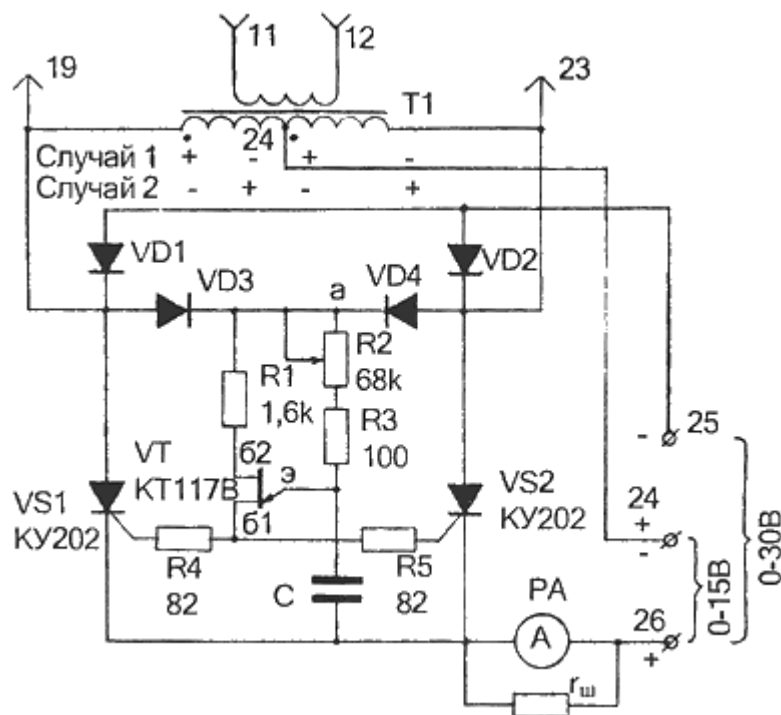 11 12
19
23
T1
24
Случай 1 + - + -
Случай 2 - + - +
VD1
VD2
VD3
a
VD4
R2
68k
R1
1,6k
R3
100
25
-
VT
КТ117В
б2
э
б1
VS1
КУ202
VS2
КУ202
24
+
-
R4
82
R5
82
C
PA
A
26
+
0-15В
0-30В
rш